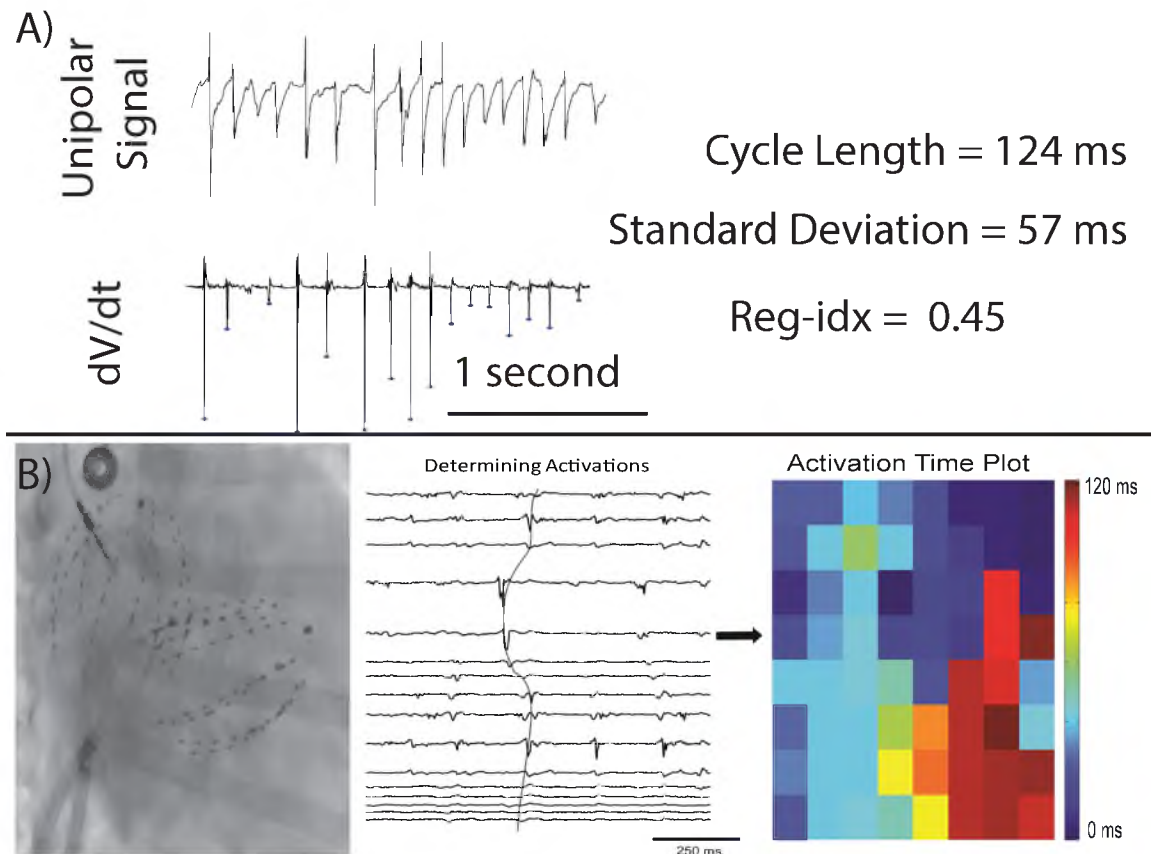 A)
Unipolar
Signal
dV/dt
1 second
Cycle Length = 124 ms
Standard Deviation = 57 ms
Reg-idx = 0.45
B)
Determining Activations
250 ms
Activation Time Plot
120 ms
0 ms